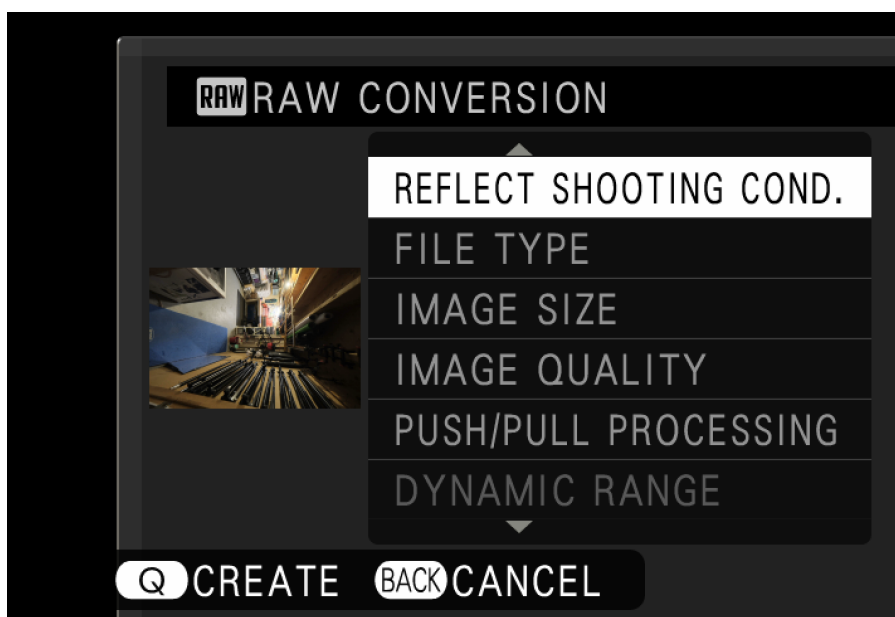 RAW RAW CONVERSION
REFLECT SHOOTING COND.
FILE TYPE
IMAGE SIZE
IMAGE QUALITY
PUSH/PULL PROCESSING
DYNAMIC RANGE
Q CREATE BACK CANCEL